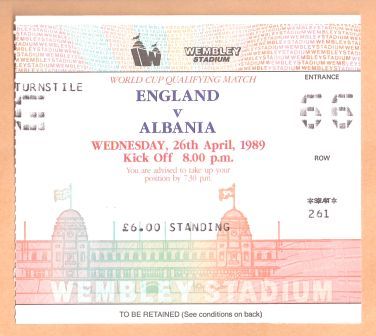 WEMBLEY
STADIUM
WORLD CUP QUALIFYING MATCH
TURNSTILE
ENTRANCE
ENGLAND
v
ALBANIA
66
WEDNESDAY, 26th April, 1989
Kick Off 8.00 p.m.
ROW
You are advised to take up your
position by 7.30 p.m.
261
£6.00 STANDING
WEMBLEY STADIUM
TO BE RETAINED (See conditions on back)